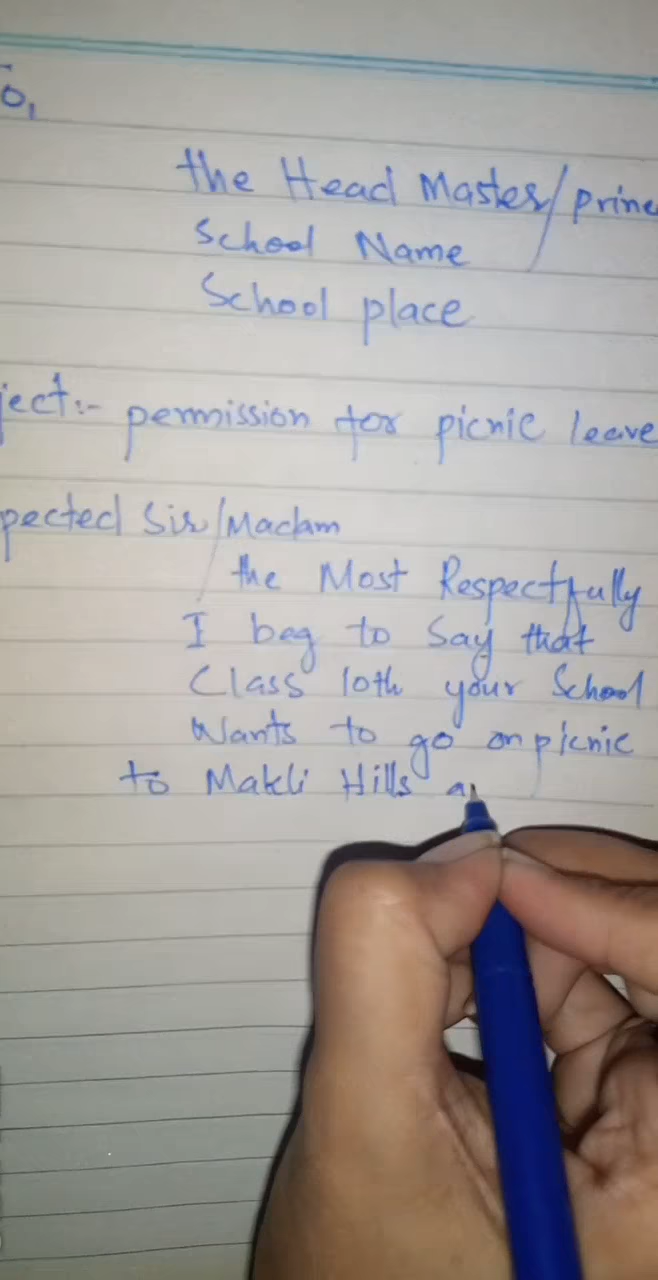 To,
the Head Master/princ
School Name
School place
ject:- permission for picnic leave
pected Sir/Madam
the Most Respectfully
I beg to Say that
Class 10th your School
Wants to go on picnic
to Makli Hills a